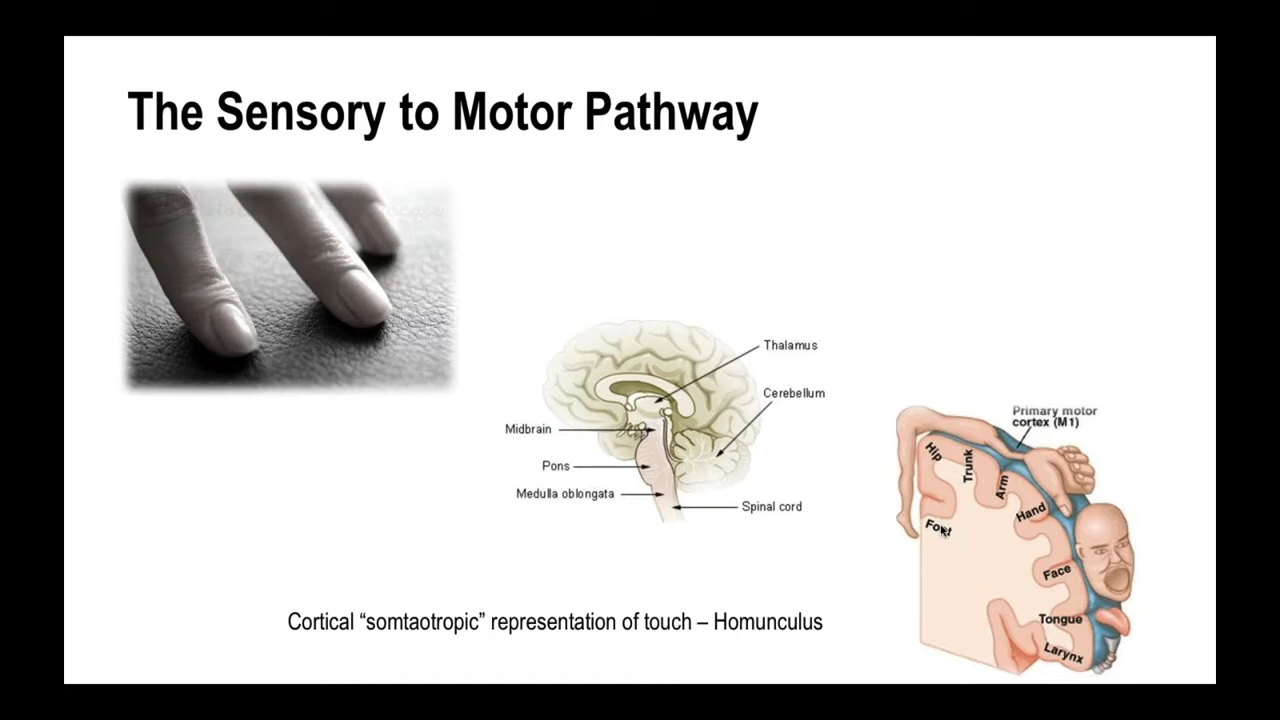 The Sensory to Motor Pathway
Thalamus
Cerebellum
Midbrain
Pons
Medulla oblongata
Spinal cord
Primary motor
cortex (M1)
Hip
Trunk
Arm
Hand
Foot
Face
Tongue
Larynx
Cortical “somtaotropic” representation of touch – Homunculus